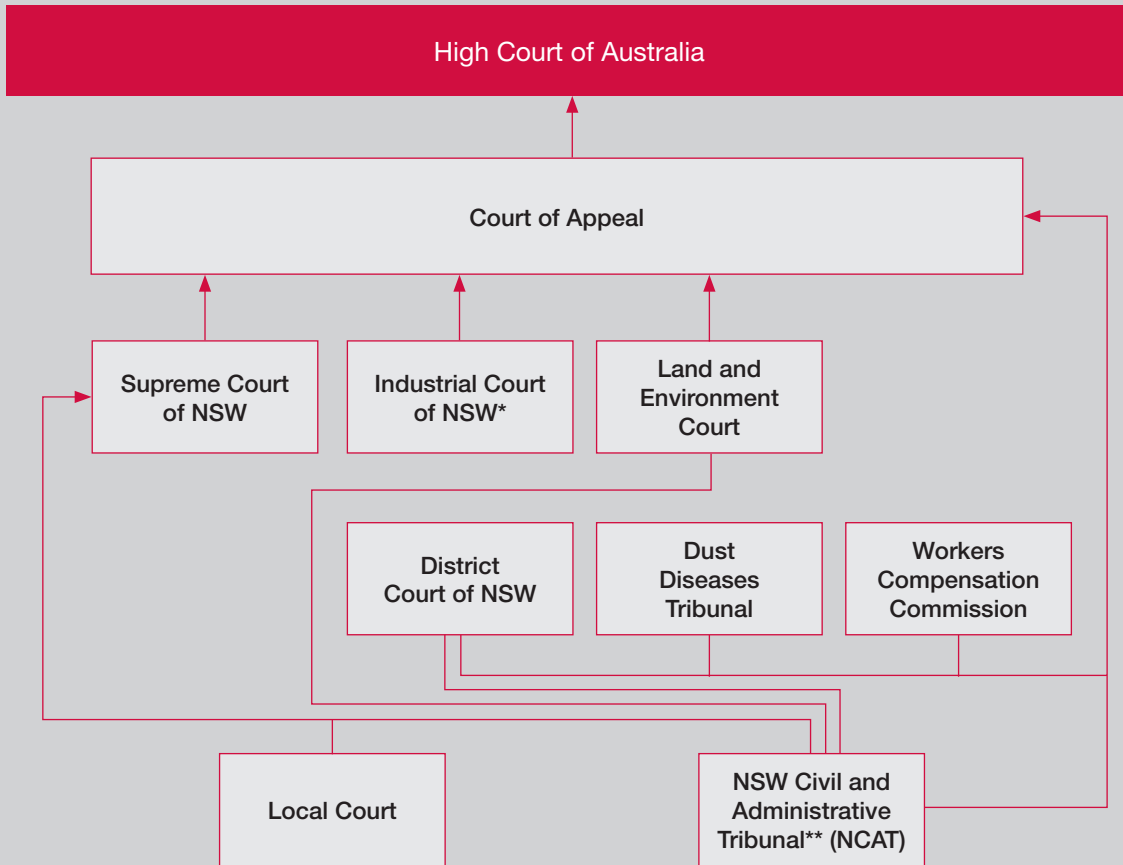 High Court of Australia
Court of Appeal
Supreme Court
of NSW
Industrial Court
of NSW*
Land and
Environment
Court
District
Court of NSW
Dust
Diseases
Tribunal
Workers
Compensation
Commission
Local Court
NSW Civil and
Administrative
Tribunal** (NCAT)